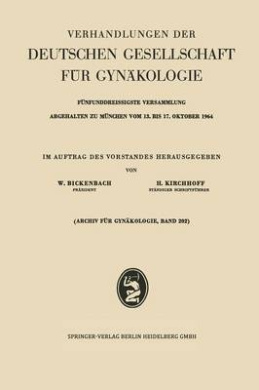 VERHANDLUNGEN DER
DEUTSCHEN GESELLSCHAFT
FÜR GYNÄKOLOGIE
FÜNFUNDDREISSIGSTE VERSAMMLUNG
ABGEHALTEN ZU MÜNCHEN VOM 13. BIS 17. OKTOBER 1964
IM AUFTRAG DES VORSTANDES HERAUSGEGEBEN
VON
W. BICKENBACH H. KIRCHHOFF
PRÄSIDENT STÄNDIGER SCHRIFTFÜHRER
(ARCHIV FÜR GYNÄKOLOGIE, BAND 202)
SPRINGER-VERLAG BERLIN HEIDELBERG GMBH